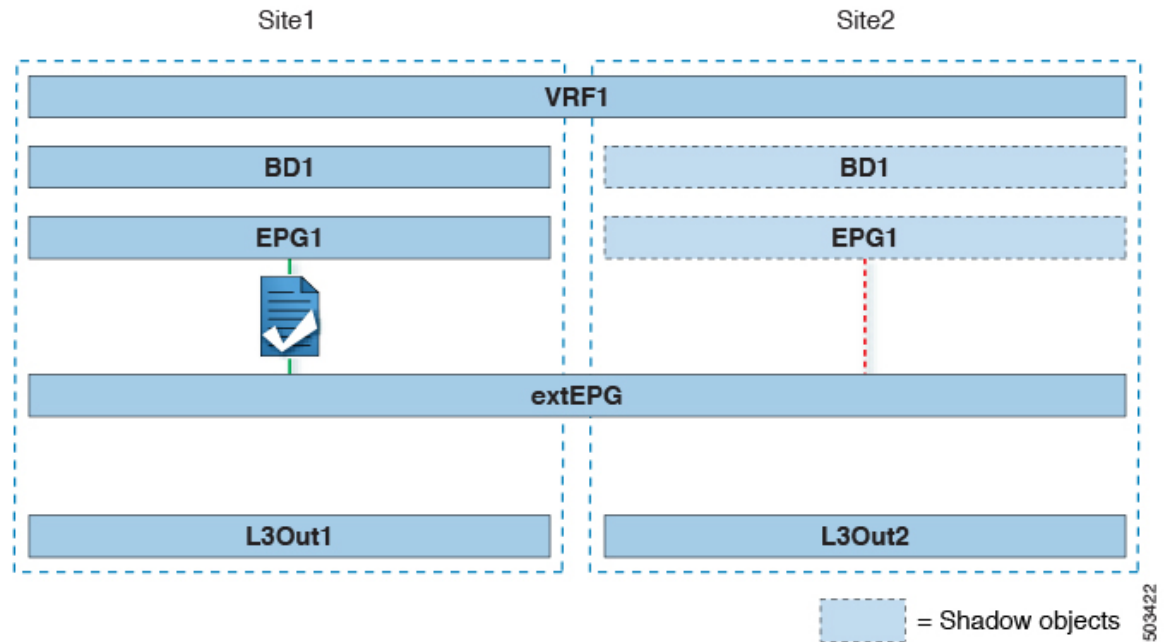 Site1
Site2
VRF1
BD1
BD1
EPG1
EPG1
extEPG
L3Out1
L3Out2
= Shadow objects
503422